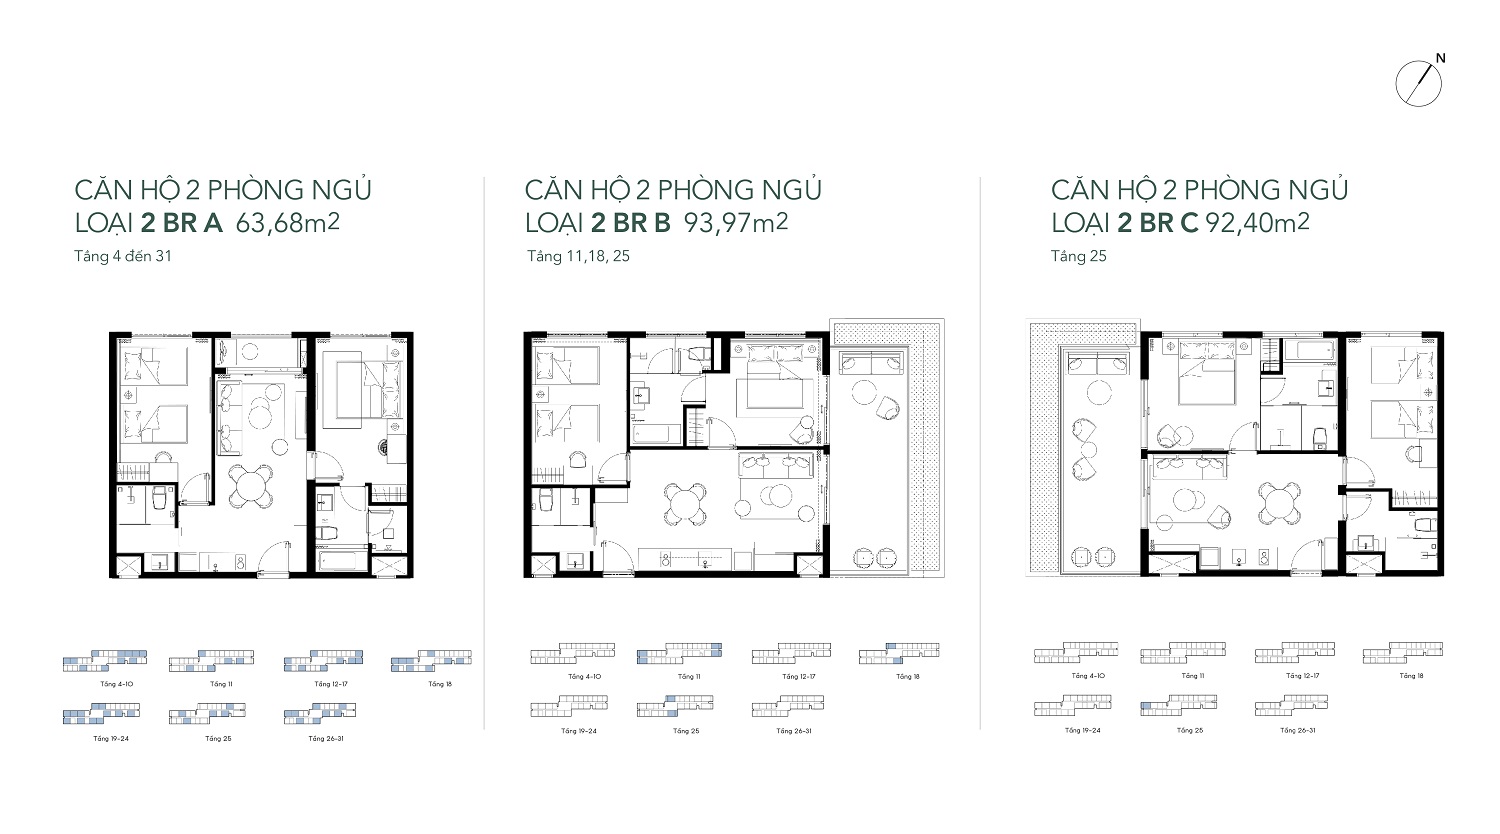 N
CĂN HỘ 2 PHÒNG NGỦ
LOẠI 2 BR A 63,68m2
Tầng 4 đến 31
Tầng 4-10
Tầng 11
Tầng 12-17
Tầng 18
Tầng 19-24
Tầng 25
Tầng 26-31
CĂN HỘ 2 PHÒNG NGỦ
LOẠI 2 BR B 93,97m2
Tầng 11,18, 25
Tầng 4-10
Tầng 11
Tầng 12-17
Tầng 18
Tầng 19-24
Tầng 25
Tầng 26-31
CĂN HỘ 2 PHÒNG NGỦ
LOẠI 2 BR C 92,40m2
Tầng 25
Tầng 4-10
Tầng 11
Tầng 12-17
Tầng 18
Tầng 19-24
Tầng 25
Tầng 26-31